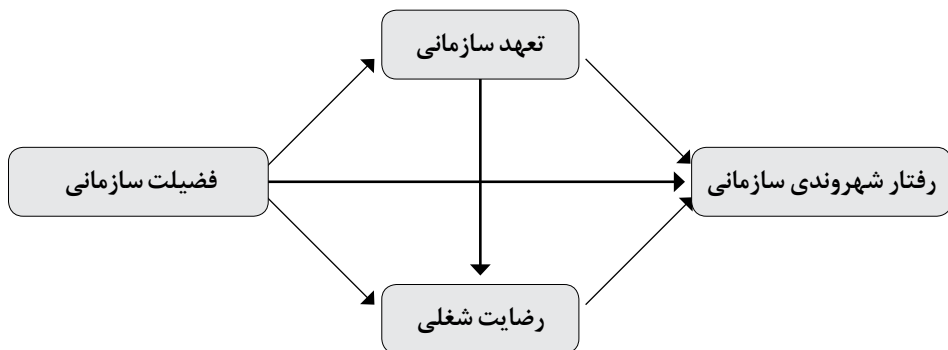 تعهد سازمانی
فضیلت سازمانی
رفتار شهروندی سازمانی
رضایت شغلی